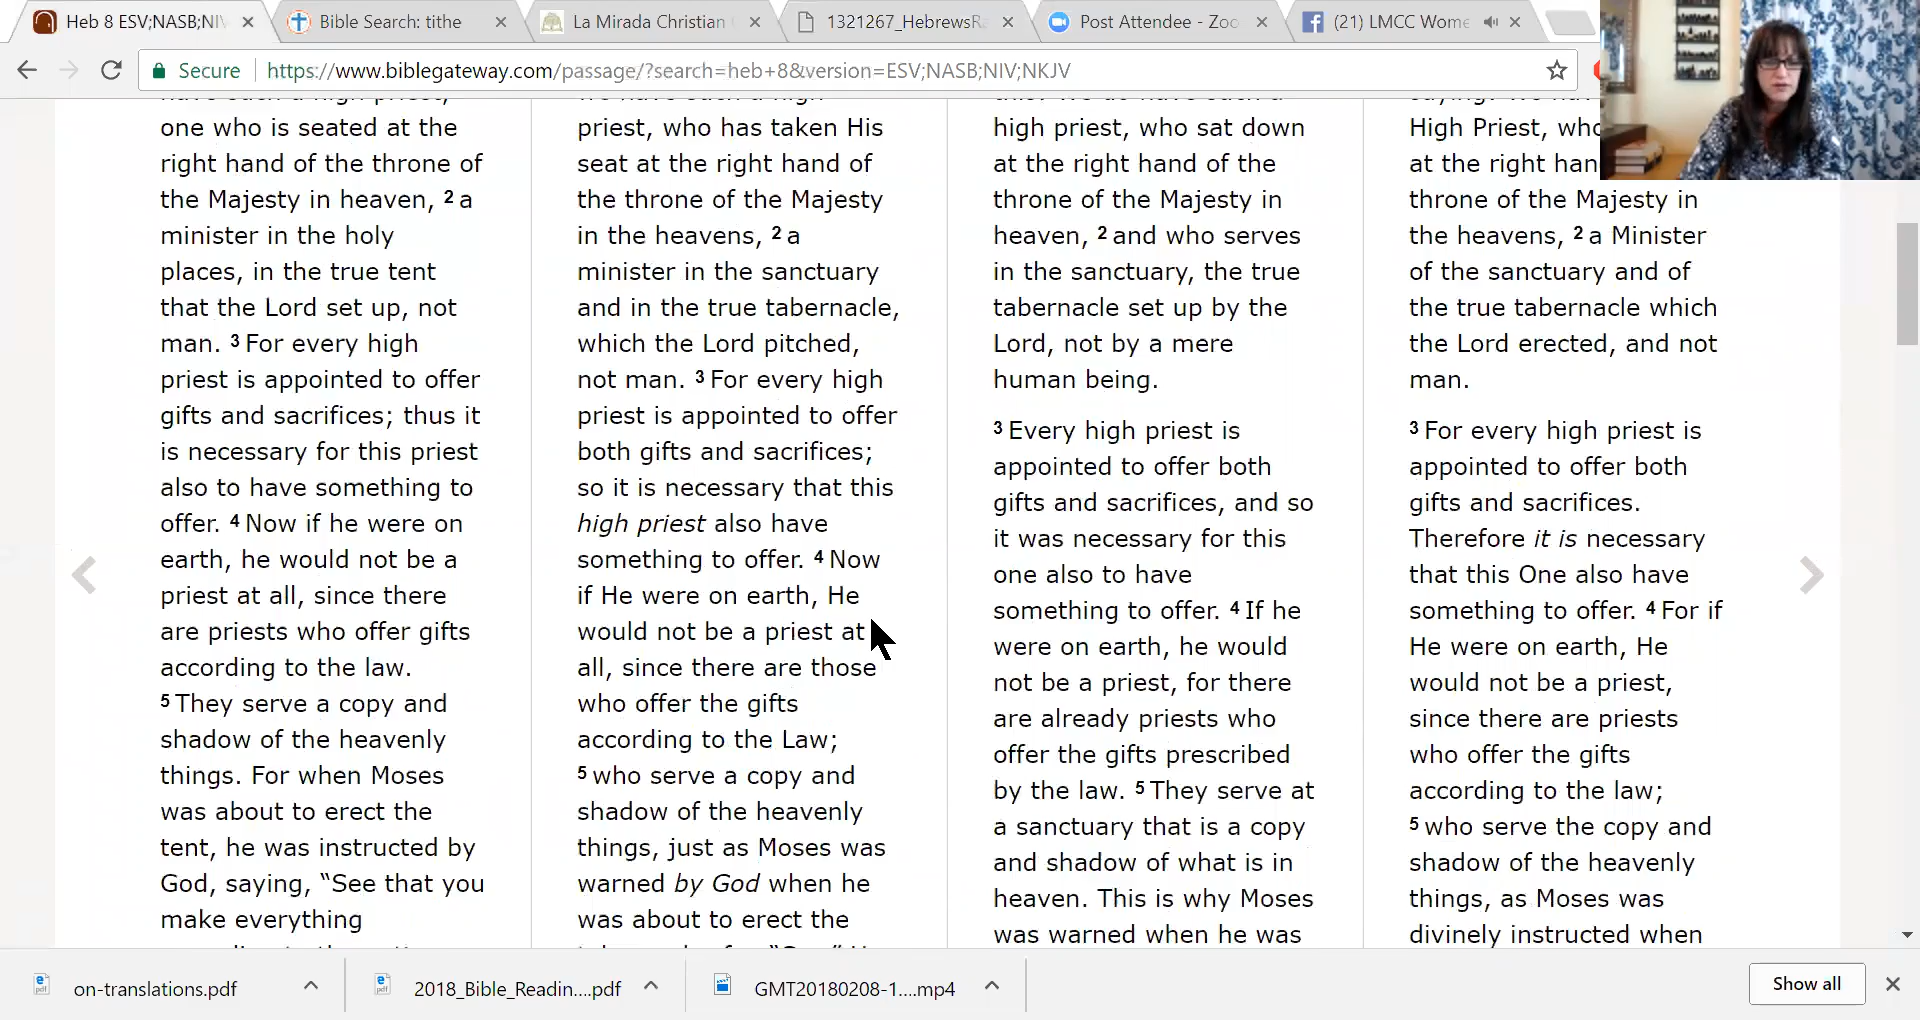 Heb 8 ESV;NASB;NIV
Bible Search: tithe
La Mirada Christian
1321267_HebrewsRa
Post Attendee - Zoo
(21) LMCC Wome
Secure
https://www.biblegateway.com/passage/?search=heb+8&version=ESV;NASB;NIV;NKJV
have such a high priest,
one who is seated at the
right hand of the throne of
the Majesty in heaven, 2 a
minister in the holy
places, in the true tent
that the Lord set up, not
man. 3 For every high
priest is appointed to offer
gifts and sacrifices; thus it
is necessary for this priest
also to have something to
offer. 4 Now if he were on
earth, he would not be a
priest at all, since there
are priests who offer gifts
according to the law.
5 They serve a copy and
shadow of the heavenly
things. For when Moses
was about to erect the
tent, he was instructed by
God, saying, “See that you
make everything
we have such a high
priest, who has taken His
seat at the right hand of
the throne of the Majesty
in the heavens, 2 a
minister in the sanctuary
and in the true tabernacle,
which the Lord pitched,
not man. 3 For every high
priest is appointed to offer
both gifts and sacrifices;
so it is necessary that this
high priest also have
something to offer. 4 Now
if He were on earth, He
would not be a priest at
all, since there are those
who offer the gifts
according to the Law;
5 who serve a copy and
shadow of the heavenly
things, just as Moses was
warned by God when he
was about to erect the
this: We do have such a
high priest, who sat down
at the right hand of the
throne of the Majesty in
heaven, 2 and who serves
in the sanctuary, the true
tabernacle set up by the
Lord, not by a mere
human being.
3 Every high priest is
appointed to offer both
gifts and sacrifices, and so
it was necessary for this
one also to have
something to offer. 4 If he
were on earth, he would
not be a priest, for there
are already priests who
offer the gifts prescribed
by the law. 5 They serve at
a sanctuary that is a copy
and shadow of what is in
heaven. This is why Moses
was warned when he was
High Priest, who
at the right han
throne of the Majesty in
the heavens, 2 a Minister
of the sanctuary and of
the true tabernacle which
the Lord erected, and not
man.
3 For every high priest is
appointed to offer both
gifts and sacrifices.
Therefore it is necessary
that this One also have
something to offer. 4 For if
He were on earth, He
would not be a priest,
since there are priests
who offer the gifts
according to the law;
5 who serve the copy and
shadow of the heavenly
things, as Moses was
divinely instructed when
on-translations.pdf
2018_Bible_Readin....pdf
GMT20180208-1....mp4
Show all